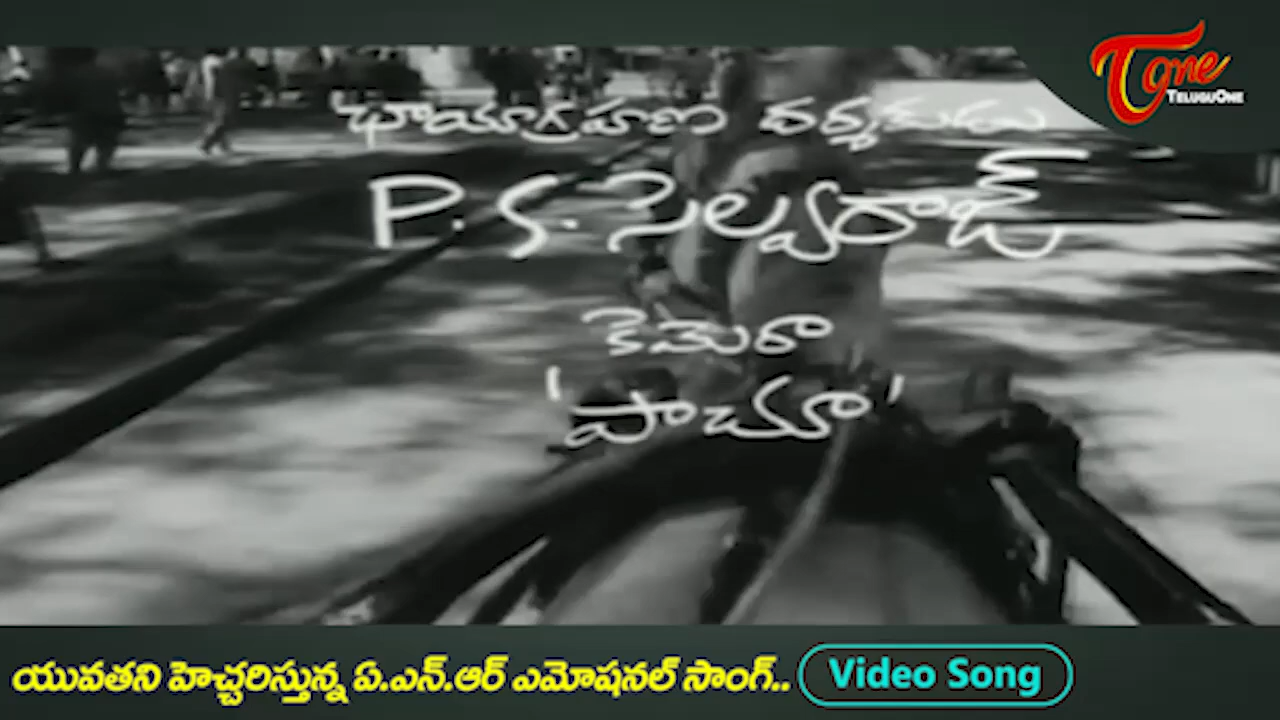 Tone
TELUGUONE
ఛాయాగ్రహణ దర్శకుడు
P. S. సెల్వరాజ్
కెమెరా
'పాచూ'
యువతని హెచ్చరిస్తున్న ఏ.ఎన్.ఆర్ ఎమోషనల్ సాంగ్..
Video Song